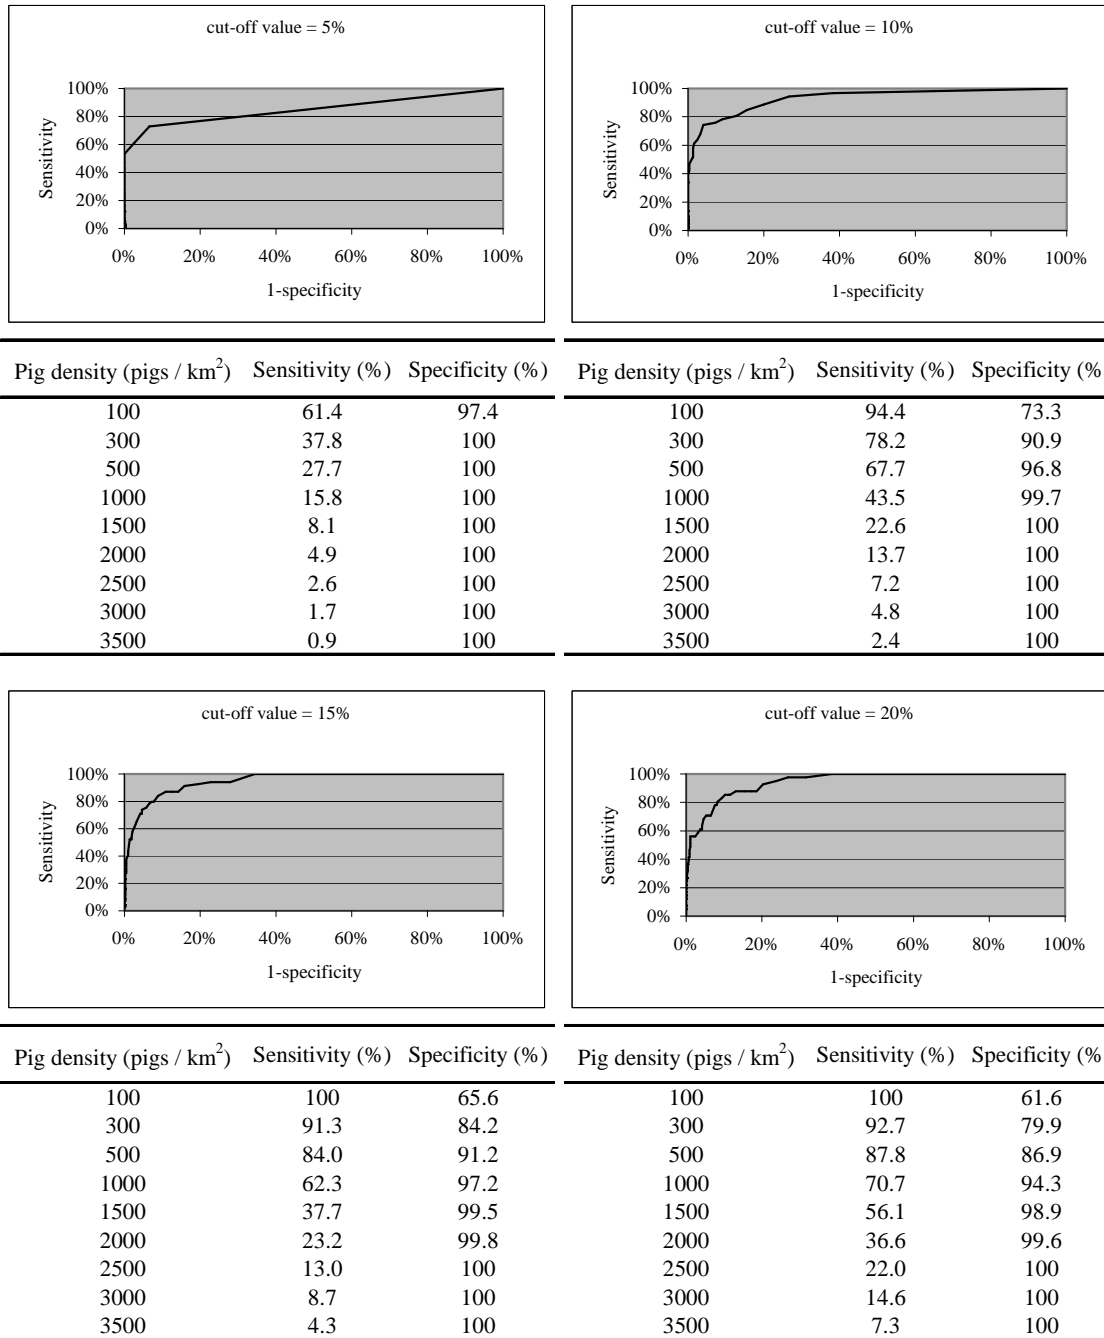 cut-off value = 5%
100%
80%
60%
40%
20%
0%
Sensitivity
0% 20% 40% 60% 80% 100%
1-specificity
cut-off value = 10%
100%
80%
60%
40%
20%
0%
Sensitivity
0% 20% 40% 60% 80% 100%
1-specificity
Pig density (pigs / km²) Sensitivity (%) Specificity (%)
100 61.4 97.4
300 37.8 100
500 27.7 100
1000 15.8 100
1500 8.1 100
2000 4.9 100
2500 2.6 100
3000 1.7 100
3500 0.9 100
Pig density (pigs / km²) Sensitivity (%) Specificity (%
100 94.4 73.3
300 78.2 90.9
500 67.7 96.8
1000 43.5 99.7
1500 22.6 100
2000 13.7 100
2500 7.2 100
3000 4.8 100
3500 2.4 100
cut-off value = 15%
100%
80%
60%
40%
20%
0%
Sensitivity
0% 20% 40% 60% 80% 100%
1-specificity
cut-off value = 20%
100%
80%
60%
40%
20%
0%
Sensitivity
0% 20% 40% 60% 80% 100%
1-specificity
Pig density (pigs / km²) Sensitivity (%) Specificity (%)
100 100 65.6
300 91.3 84.2
500 84.0 91.2
1000 62.3 97.2
1500 37.7 99.5
2000 23.2 99.8
2500 13.0 100
3000 8.7 100
3500 4.3 100
Pig density (pigs / km²) Sensitivity (%) Specificity (%
100 100 61.6
300 92.7 79.9
500 87.8 86.9
1000 70.7 94.3
1500 56.1 98.9
2000 36.6 99.6
2500 22.0 100
3000 14.6 100
3500 7.3 100